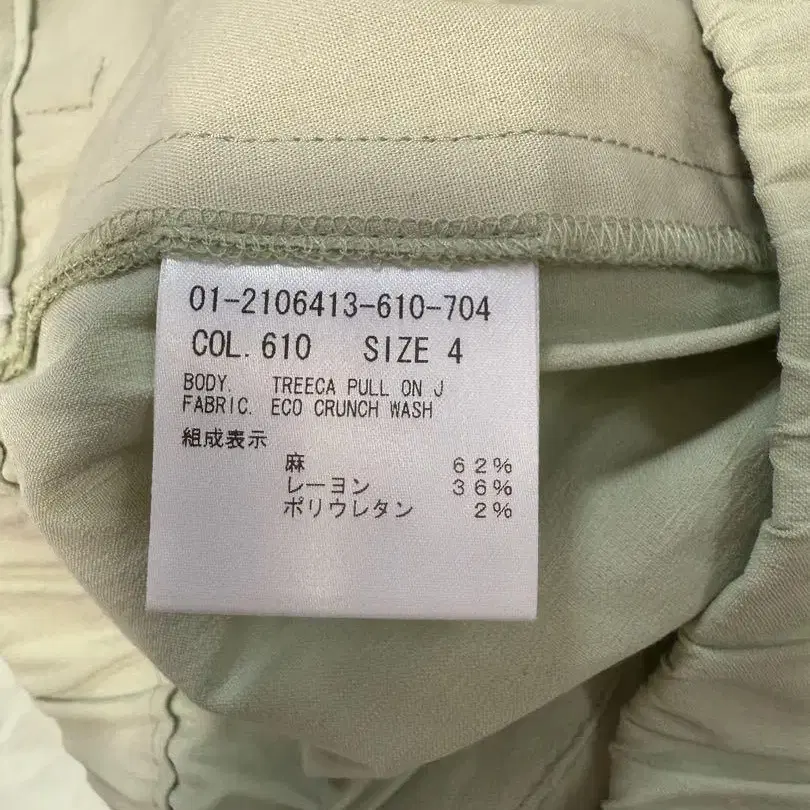 01-2106413-610-704
COL. 610 SIZE 4
BODY. TREECA PULL ON J
FABRIC. ECO CRUNCH WASH
組成表示
麻 62%
レーヨン 36%
ポリウレタン 2%